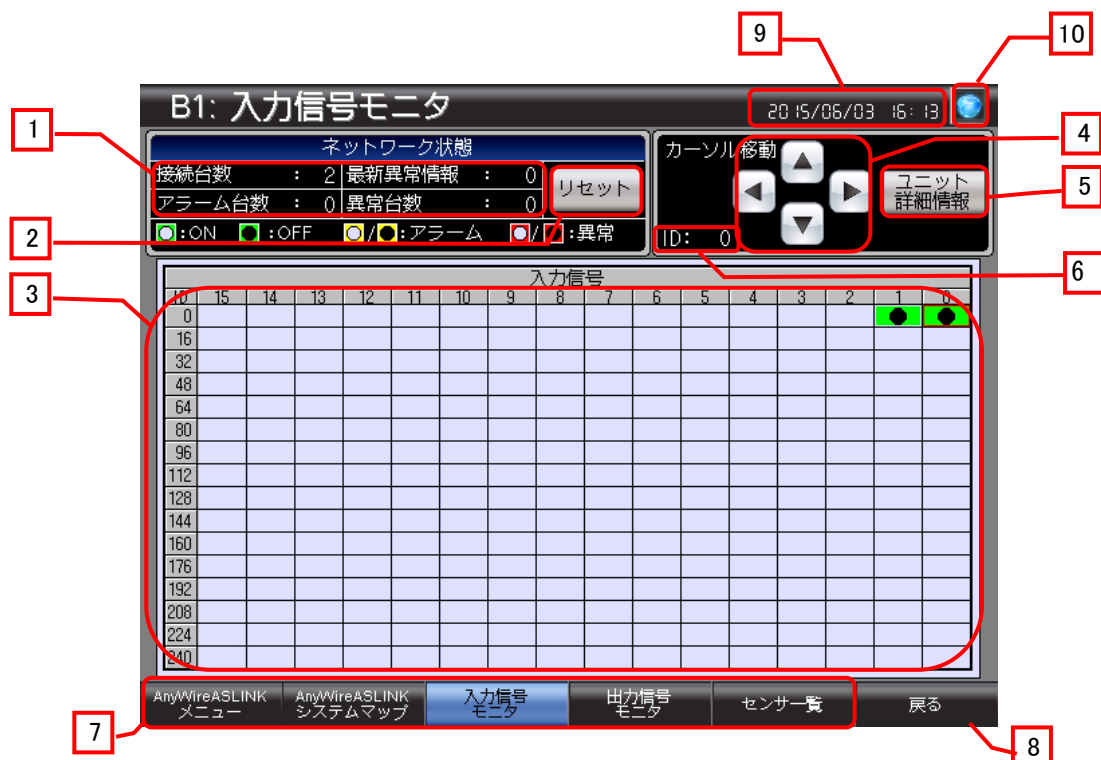 9
10
B1: 入力信号モニタ
2015/06/03 16:13
1
ネットワーク状態
接続台数 : 2 最新異常情報 : 0
アラーム台数 : 0 異常台数 : 0
リセット
:ON :OFF / :アラーム / :異常
カーソル移動
ユニット
詳細情報
ID: 0
4
5
2
6
3
入力信号
ID 15 14 13 12 11 10 9 8 7 6 5 4 3 2 1 0
0
16
32
48
64
80
96
112
128
144
160
176
192
208
224
240
AnyWireASLINK
メニュー
AnyWireASLINK
システムマップ
入力信号
モニタ
出力信号
モニタ
センサ一覧
戻る
7
8